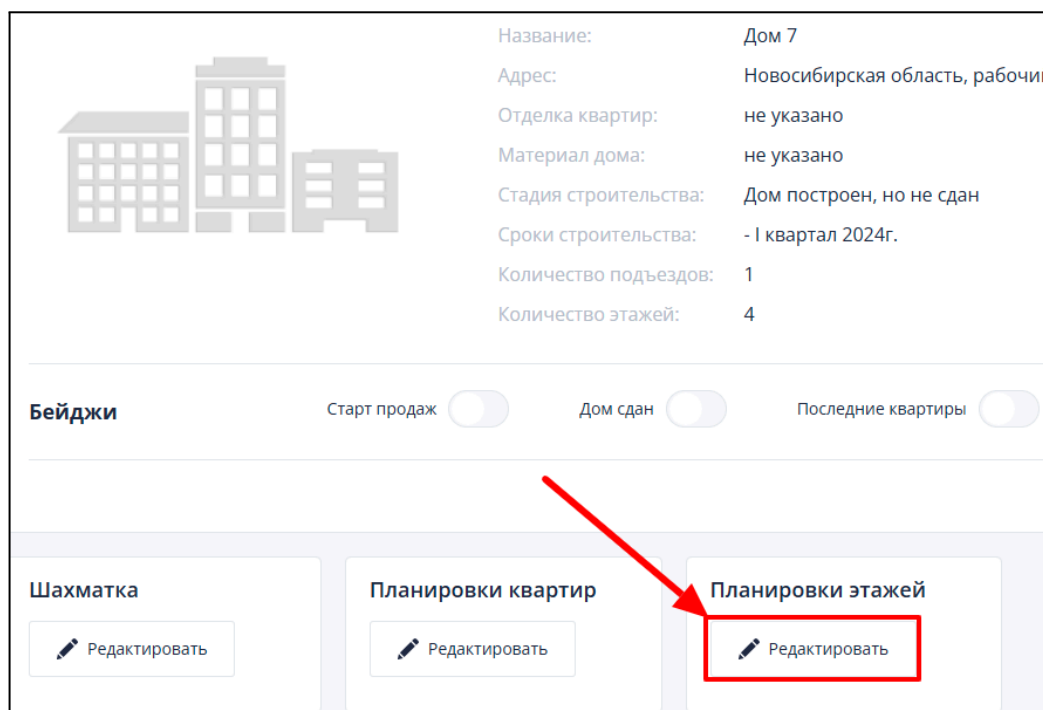 Название: Дом 7
Адрес: Новосибирская область, рабочи
Отделка квартир: не указано
Материал дома: не указано
Стадия строительства: Дом построен, но не сдан
Сроки строительства: - I квартал 2024г.
Количество подъездов: 1
Количество этажей: 4
Бейджи Старт продаж Дом сдан Последние квартиры
Шахматка Планировки квартир Планировки этажей
Редактировать Редактировать Редактировать